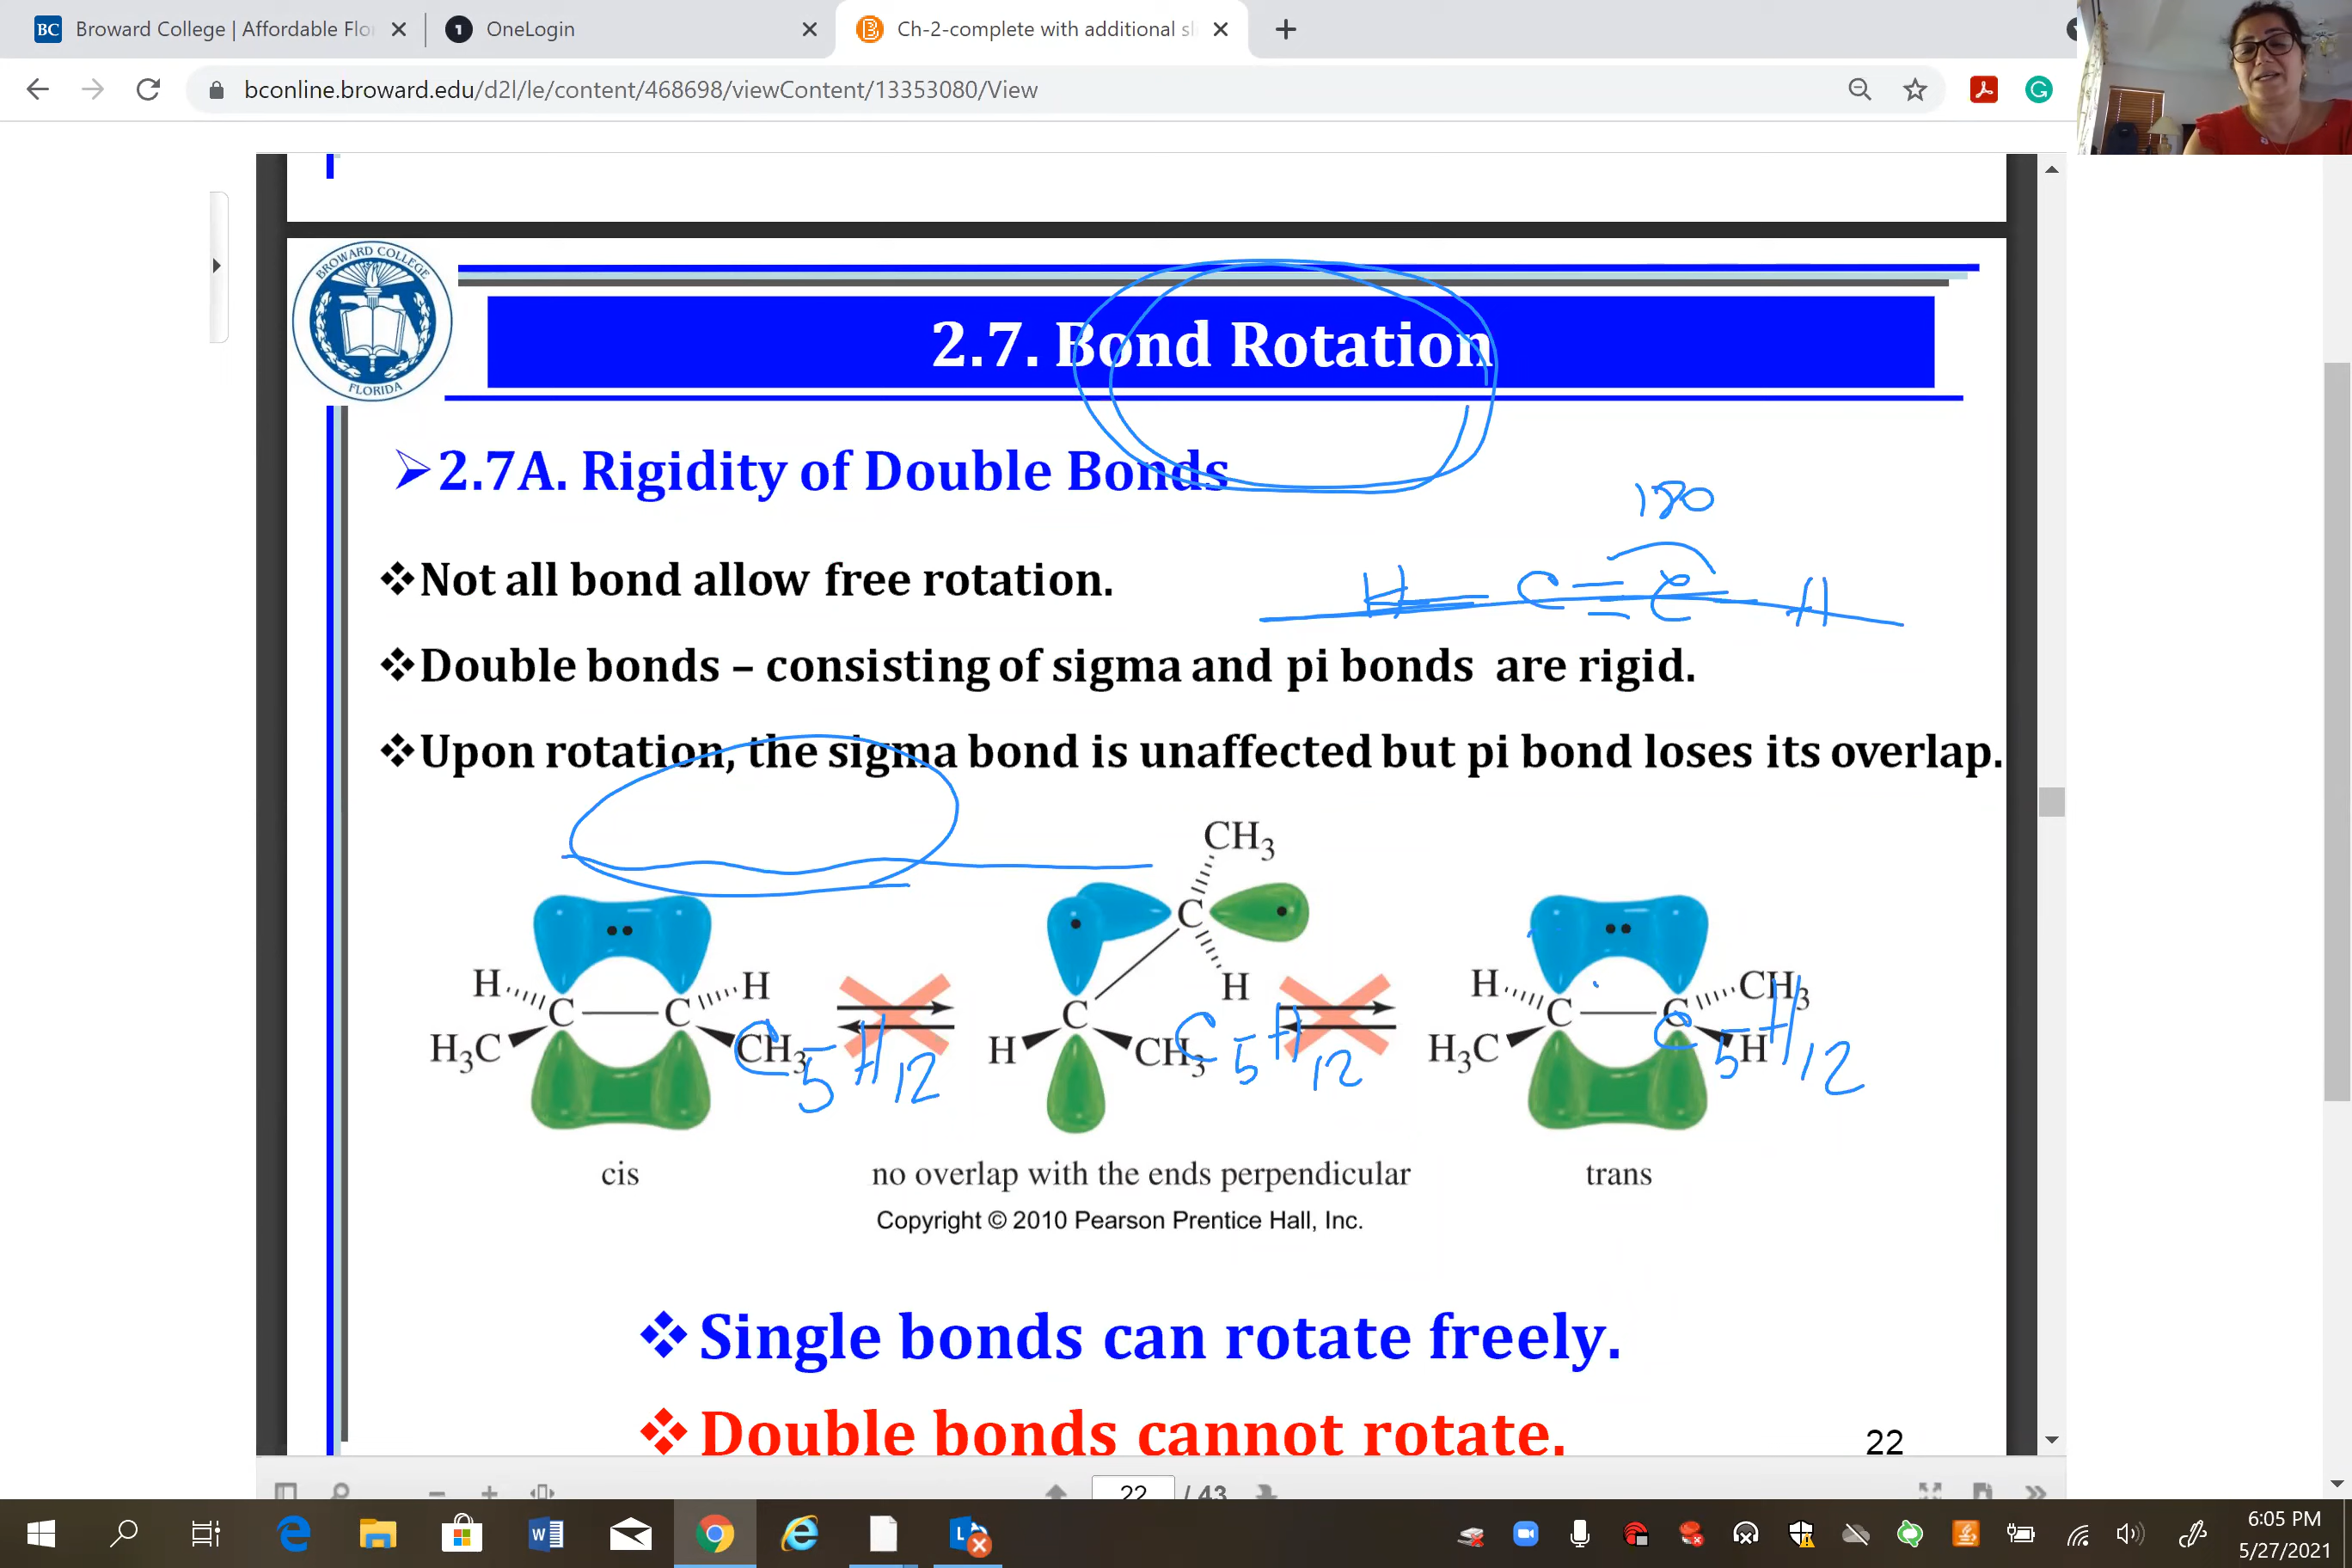 Broward College | Affordable Flo
OneLogin
Ch-2-complete with additional sl
bconline.broward.edu/d2l/le/content/468698/viewContent/13353080/View
BROWARD COLLEGE
FLORIDA
2.7. Bond Rotation
➢2.7A. Rigidity of Double Bonds
180
H – C ≡ C – H
❖Not all bond allow free rotation.
❖Double bonds – consisting of sigma and pi bonds are rigid.
❖Upon rotation, the sigma bond is unaffected but pi bond loses its overlap.
CH3
C
H C C H
H3C CH3
H
C
H CH3
H C C CH3
H3C H
C5H12 C5H12 C5H12
cis
no overlap with the ends perpendicular
trans
Copyright © 2010 Pearson Prentice Hall, Inc.
❖ Single bonds can rotate freely.
❖ Double bonds cannot rotate.
22
22 / 43
6:05 PM
5/27/2021